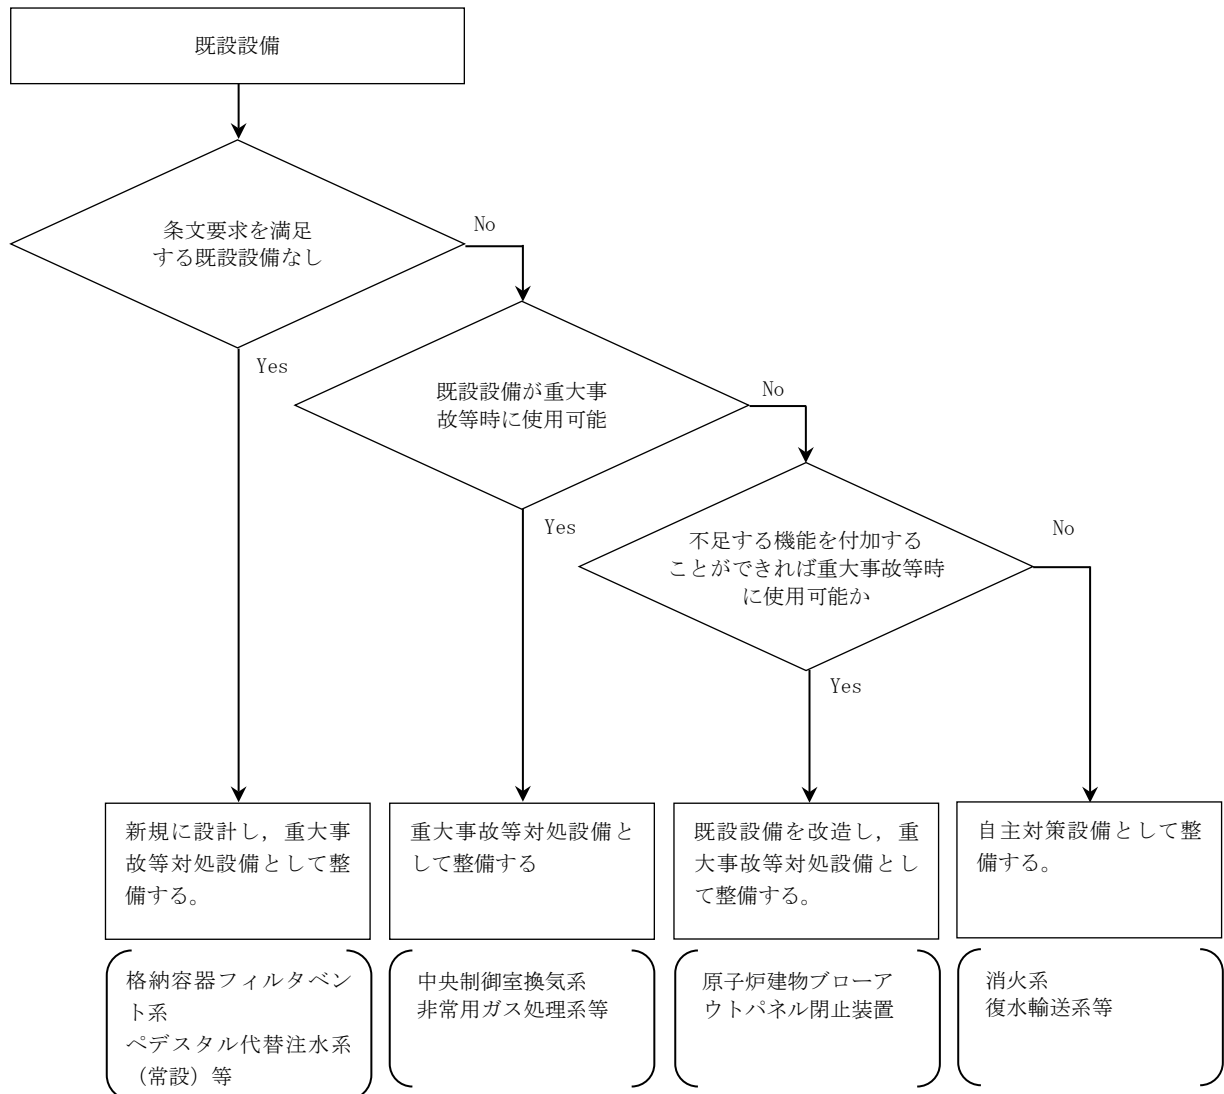 既設設備
条文要求を満足
する既設設備なし
No
Yes
既設設備が重大事
故等時に使用可能
No
Yes
不足する機能を付加する
ことができれば重大事故等時
に使用可能か
No
Yes
新規に設計し，重大事
故等対処設備として整
備する。
重大事故等対処設備と
して整備する
既設設備を改造し，重
大事故等対処設備とし
て整備する。
自主対策設備として整
備する。
格納容器フィルタベン
ト系
ペデスタル代替注水系
（常設）等
中央制御室換気系
非常用ガス処理系等
原子炉建物ブローア
ウトパネル閉止装置
消火系
復水輸送系等